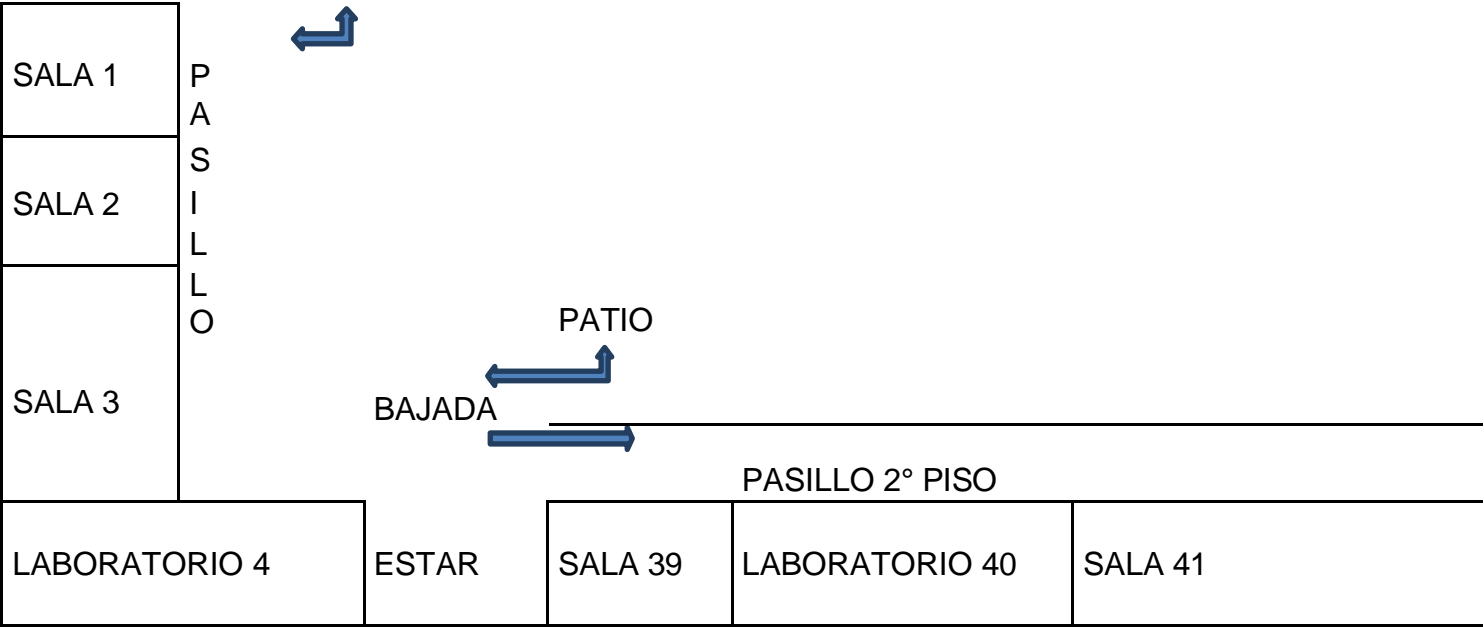 SALA 1
PASILLO
SALA 2
SALA 3
PATIO
BAJADA
PASILLO 2° PISO
LABORATORIO 4
ESTAR
SALA 39
LABORATORIO 40
SALA 41